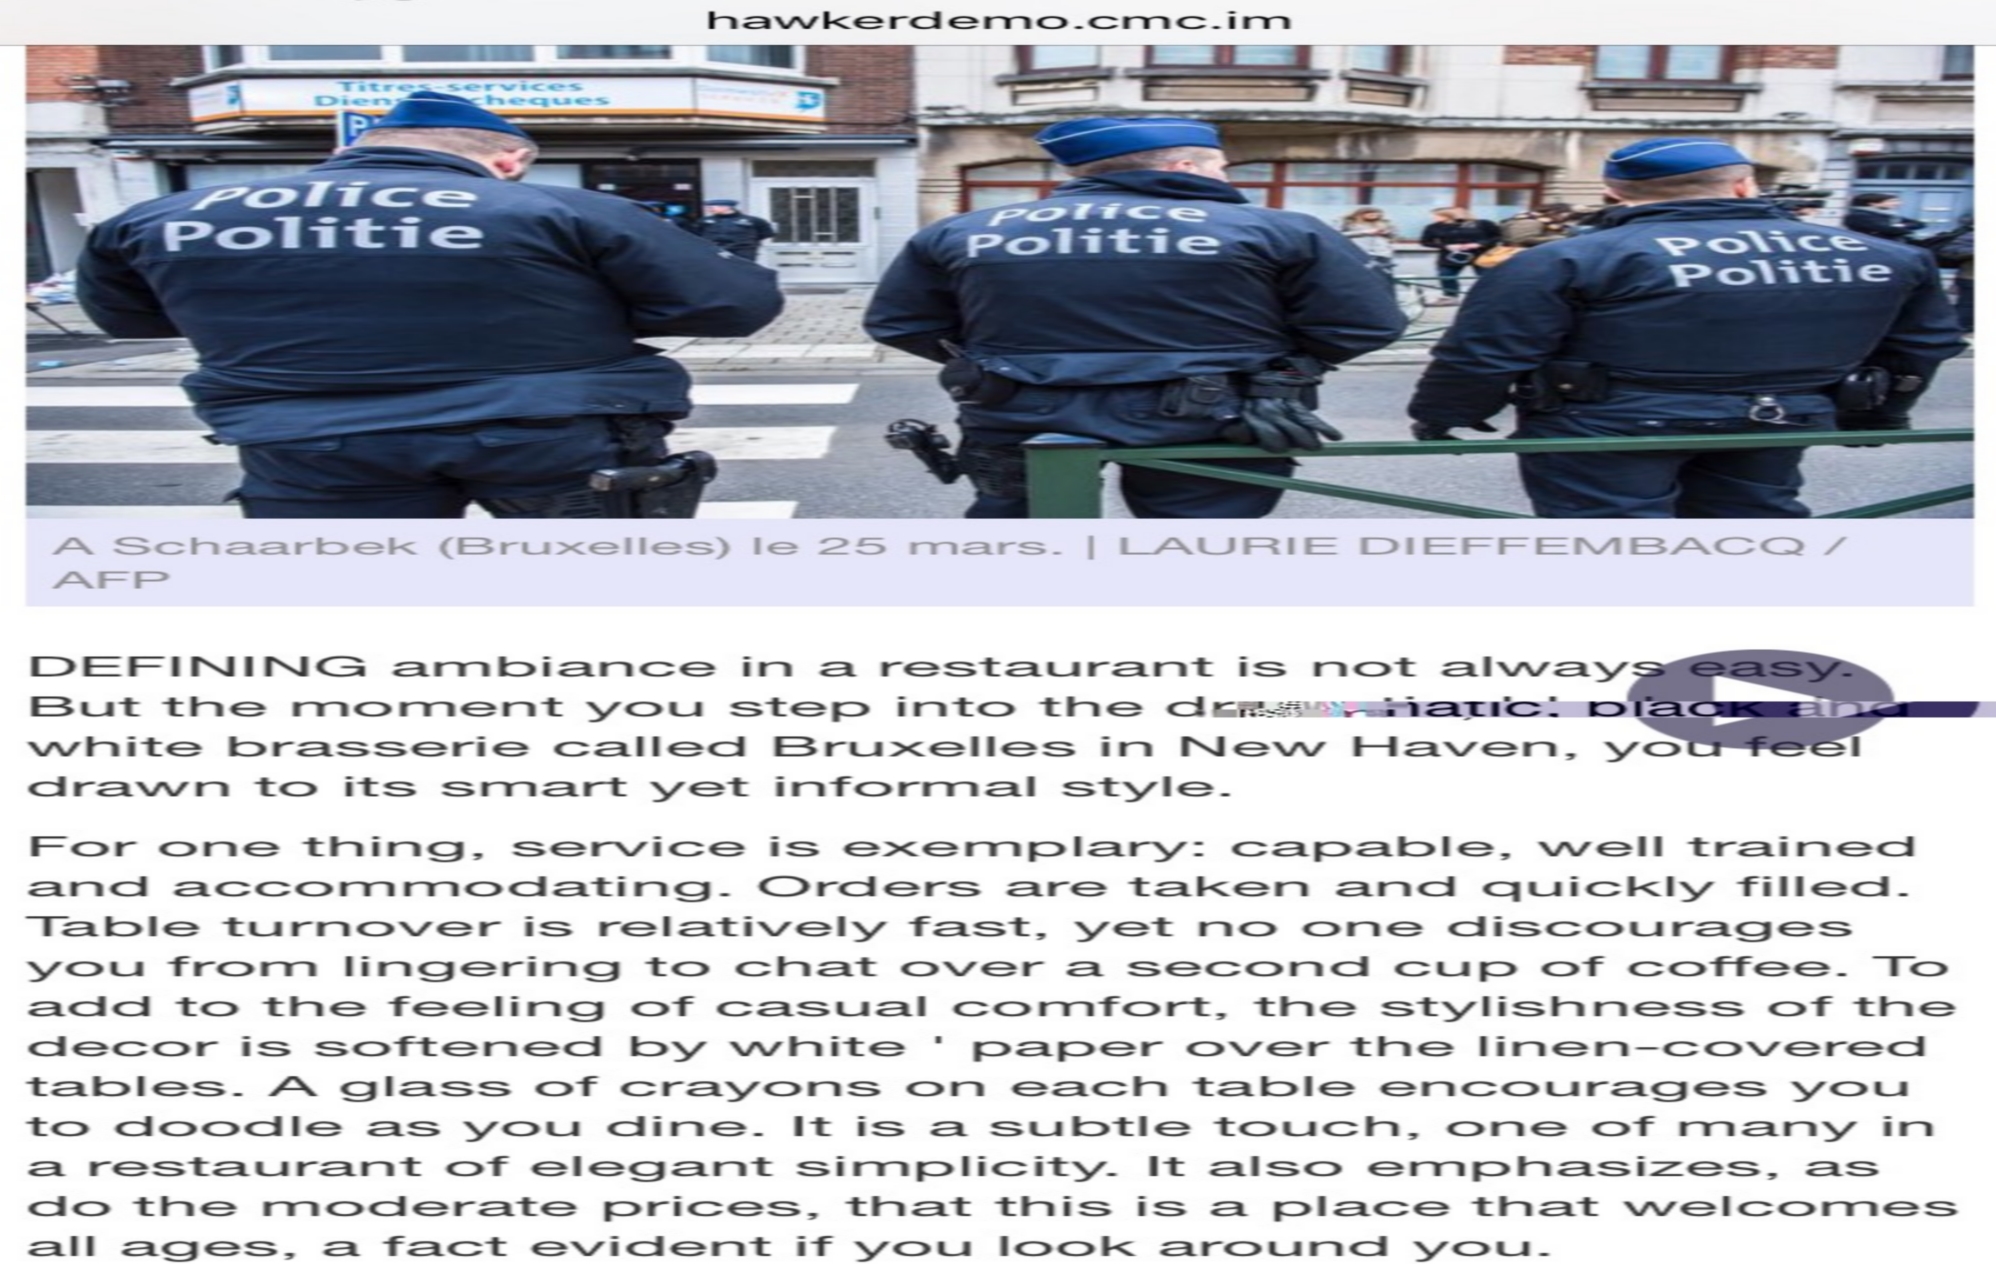 hawkerdemo.cmc.im
Titres-services
cheques
Police
Politie
Police
Politie
Police
Politie
A Schaarbek (Bruxelles) le 25 mars. | LAURIE DIEFFEMBACQ /
AFP
DEFINING ambiance in a restaurant is not always easy.
But the moment you step into the black and
white brasserie called Bruxelles in New Haven, you feel
drawn to its smart yet informal style.
For one thing, service is exemplary: capable, well trained
and accommodating. Orders are taken and quickly filled.
Table turnover is relatively fast, yet no one discourages
you from lingering to chat over a second cup of coffee. To
add to the feeling of casual comfort, the stylishness of the
decor is softened by white ' paper over the linen-covered
tables. A glass of crayons on each table encourages you
to doodle as you dine. It is a subtle touch, one of many in
a restaurant of elegant simplicity. It also emphasizes, as
do the moderate prices, that this is a place that welcomes
all ages, a fact evident if you look around you.